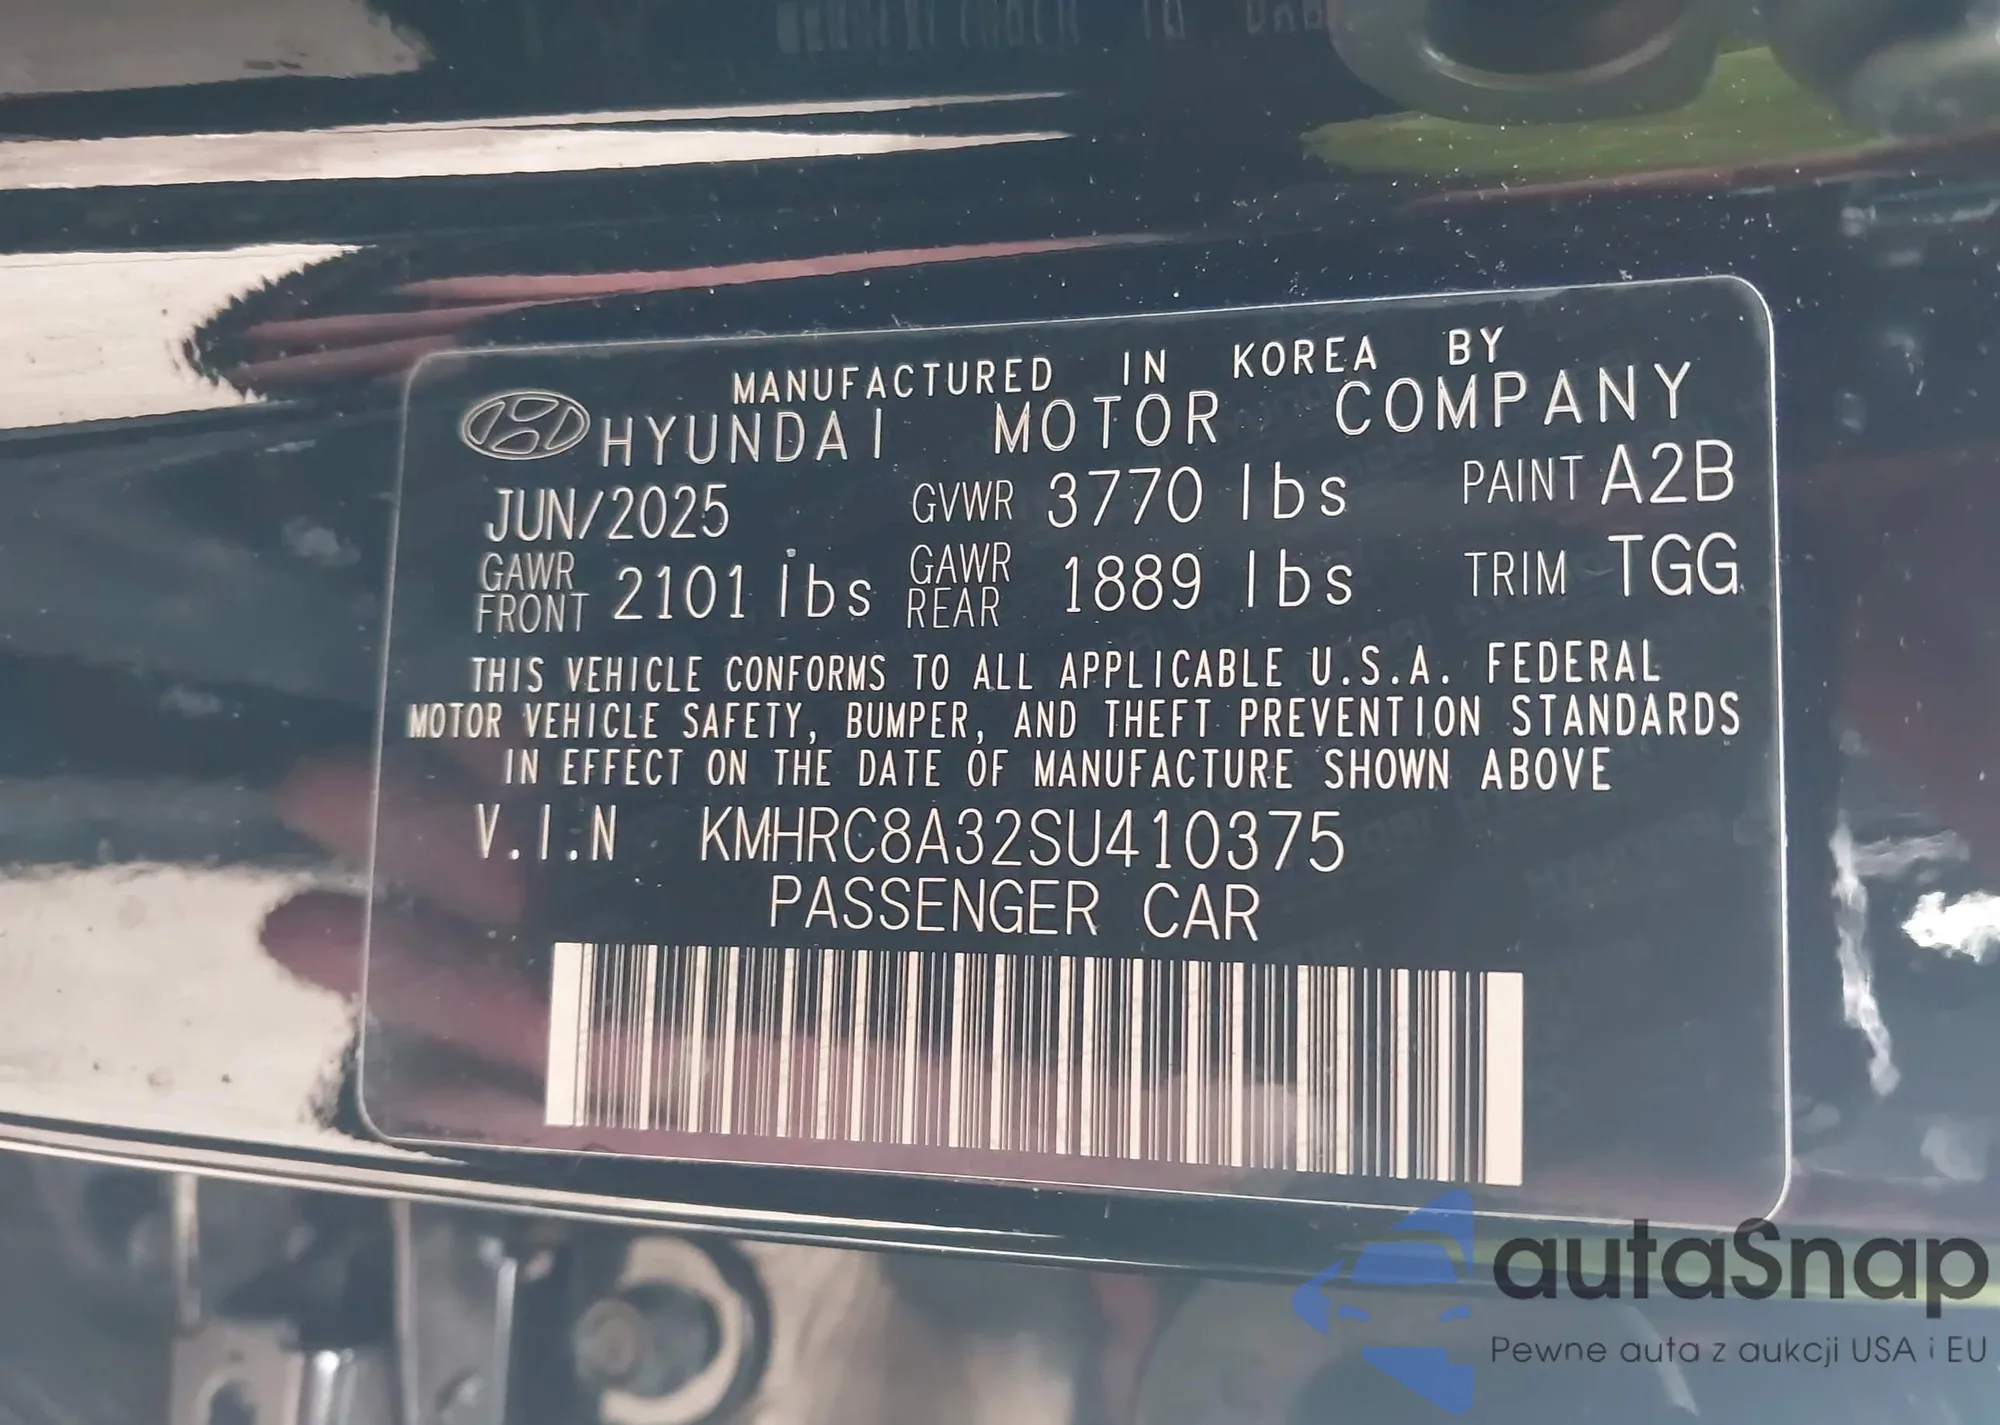 MANUFACTURED IN KOREA BY
HYUNDAI MOTOR COMPANY
JUN/2025 GVWR 3770 lbs PAINT A2B
GAWR FRONT 2101 lbs GAWR REAR 1889 lbs TRIM TGG
THIS VEHICLE CONFORMS TO ALL APPLICABLE U.S.A. FEDERAL
MOTOR VEHICLE SAFETY, BUMPER, AND THEFT PREVENTION STANDARDS
IN EFFECT ON THE DATE OF MANUFACTURE SHOWN ABOVE
V.I.N KMHRC8A32SU410375
PASSENGER CAR
autaSnap
Pewne auta z aukcji USA i EU